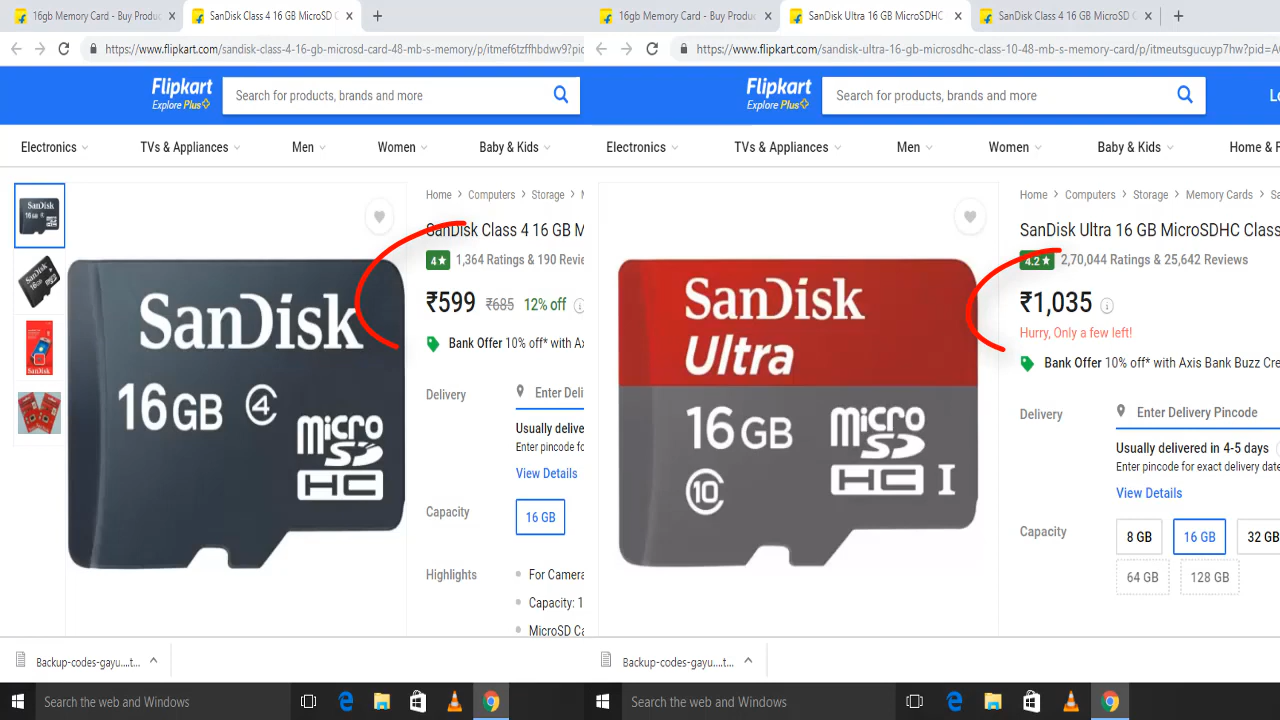 16gb Memory Card - Buy Produc
SanDisk Class 4 16 GB MicroSD C
https://www.flipkart.com/sandisk-class-4-16-gb-microsd-card-48-mb-s-memory/p/itmef6tzffhbdwv9?pic
Flipkart
Explore Plus
Search for products, brands and more
Electronics
TVs & Appliances
Men
Women
Baby & Kids
Home > Computers > Storage >
SanDisk Class 4 16 GB M
4★ 1,364 Ratings & 190 Revie
₹599 ₹685 12% off
Bank Offer 10% off* with Ax
Delivery
Enter Deli
Usually delive
Enter pincode fo
View Details
Capacity
16 GB
Highlights
For Camera
Capacity: 1
MicroSD Ca
SanDisk
16 GB 4
micro
SD
HC
Backup-codes-gayu....t...
Search the web and Windows
16gb Memory Card - Buy Produc
SanDisk Ultra 16 GB MicroSDHC
SanDisk Class 4 16 GB MicroSD C
https://www.flipkart.com/sandisk-ultra-16-gb-microsdhc-class-10-48-mb-s-memory-card/p/itmeutsgucuyp7hw?pid=A
Flipkart
Explore Plus
Search for products, brands and more
Lo
Electronics
TVs & Appliances
Men
Women
Baby & Kids
Home & F
Home > Computers > Storage > Memory Cards > Sa
SanDisk Ultra 16 GB MicroSDHC Class
4.2★ 2,70,044 Ratings & 25,642 Reviews
₹1,035
Hurry, Only a few left!
Bank Offer 10% off* with Axis Bank Buzz Cre
Delivery
Enter Delivery Pincode
Usually delivered in 4-5 days
Enter pincode for exact delivery date
View Details
Capacity
8 GB
16 GB
32 GB
64 GB
128 GB
SanDisk
Ultra
16 GB
10
micro
SD
HC I
Backup-codes-gayu....t...
Search the web and Windows